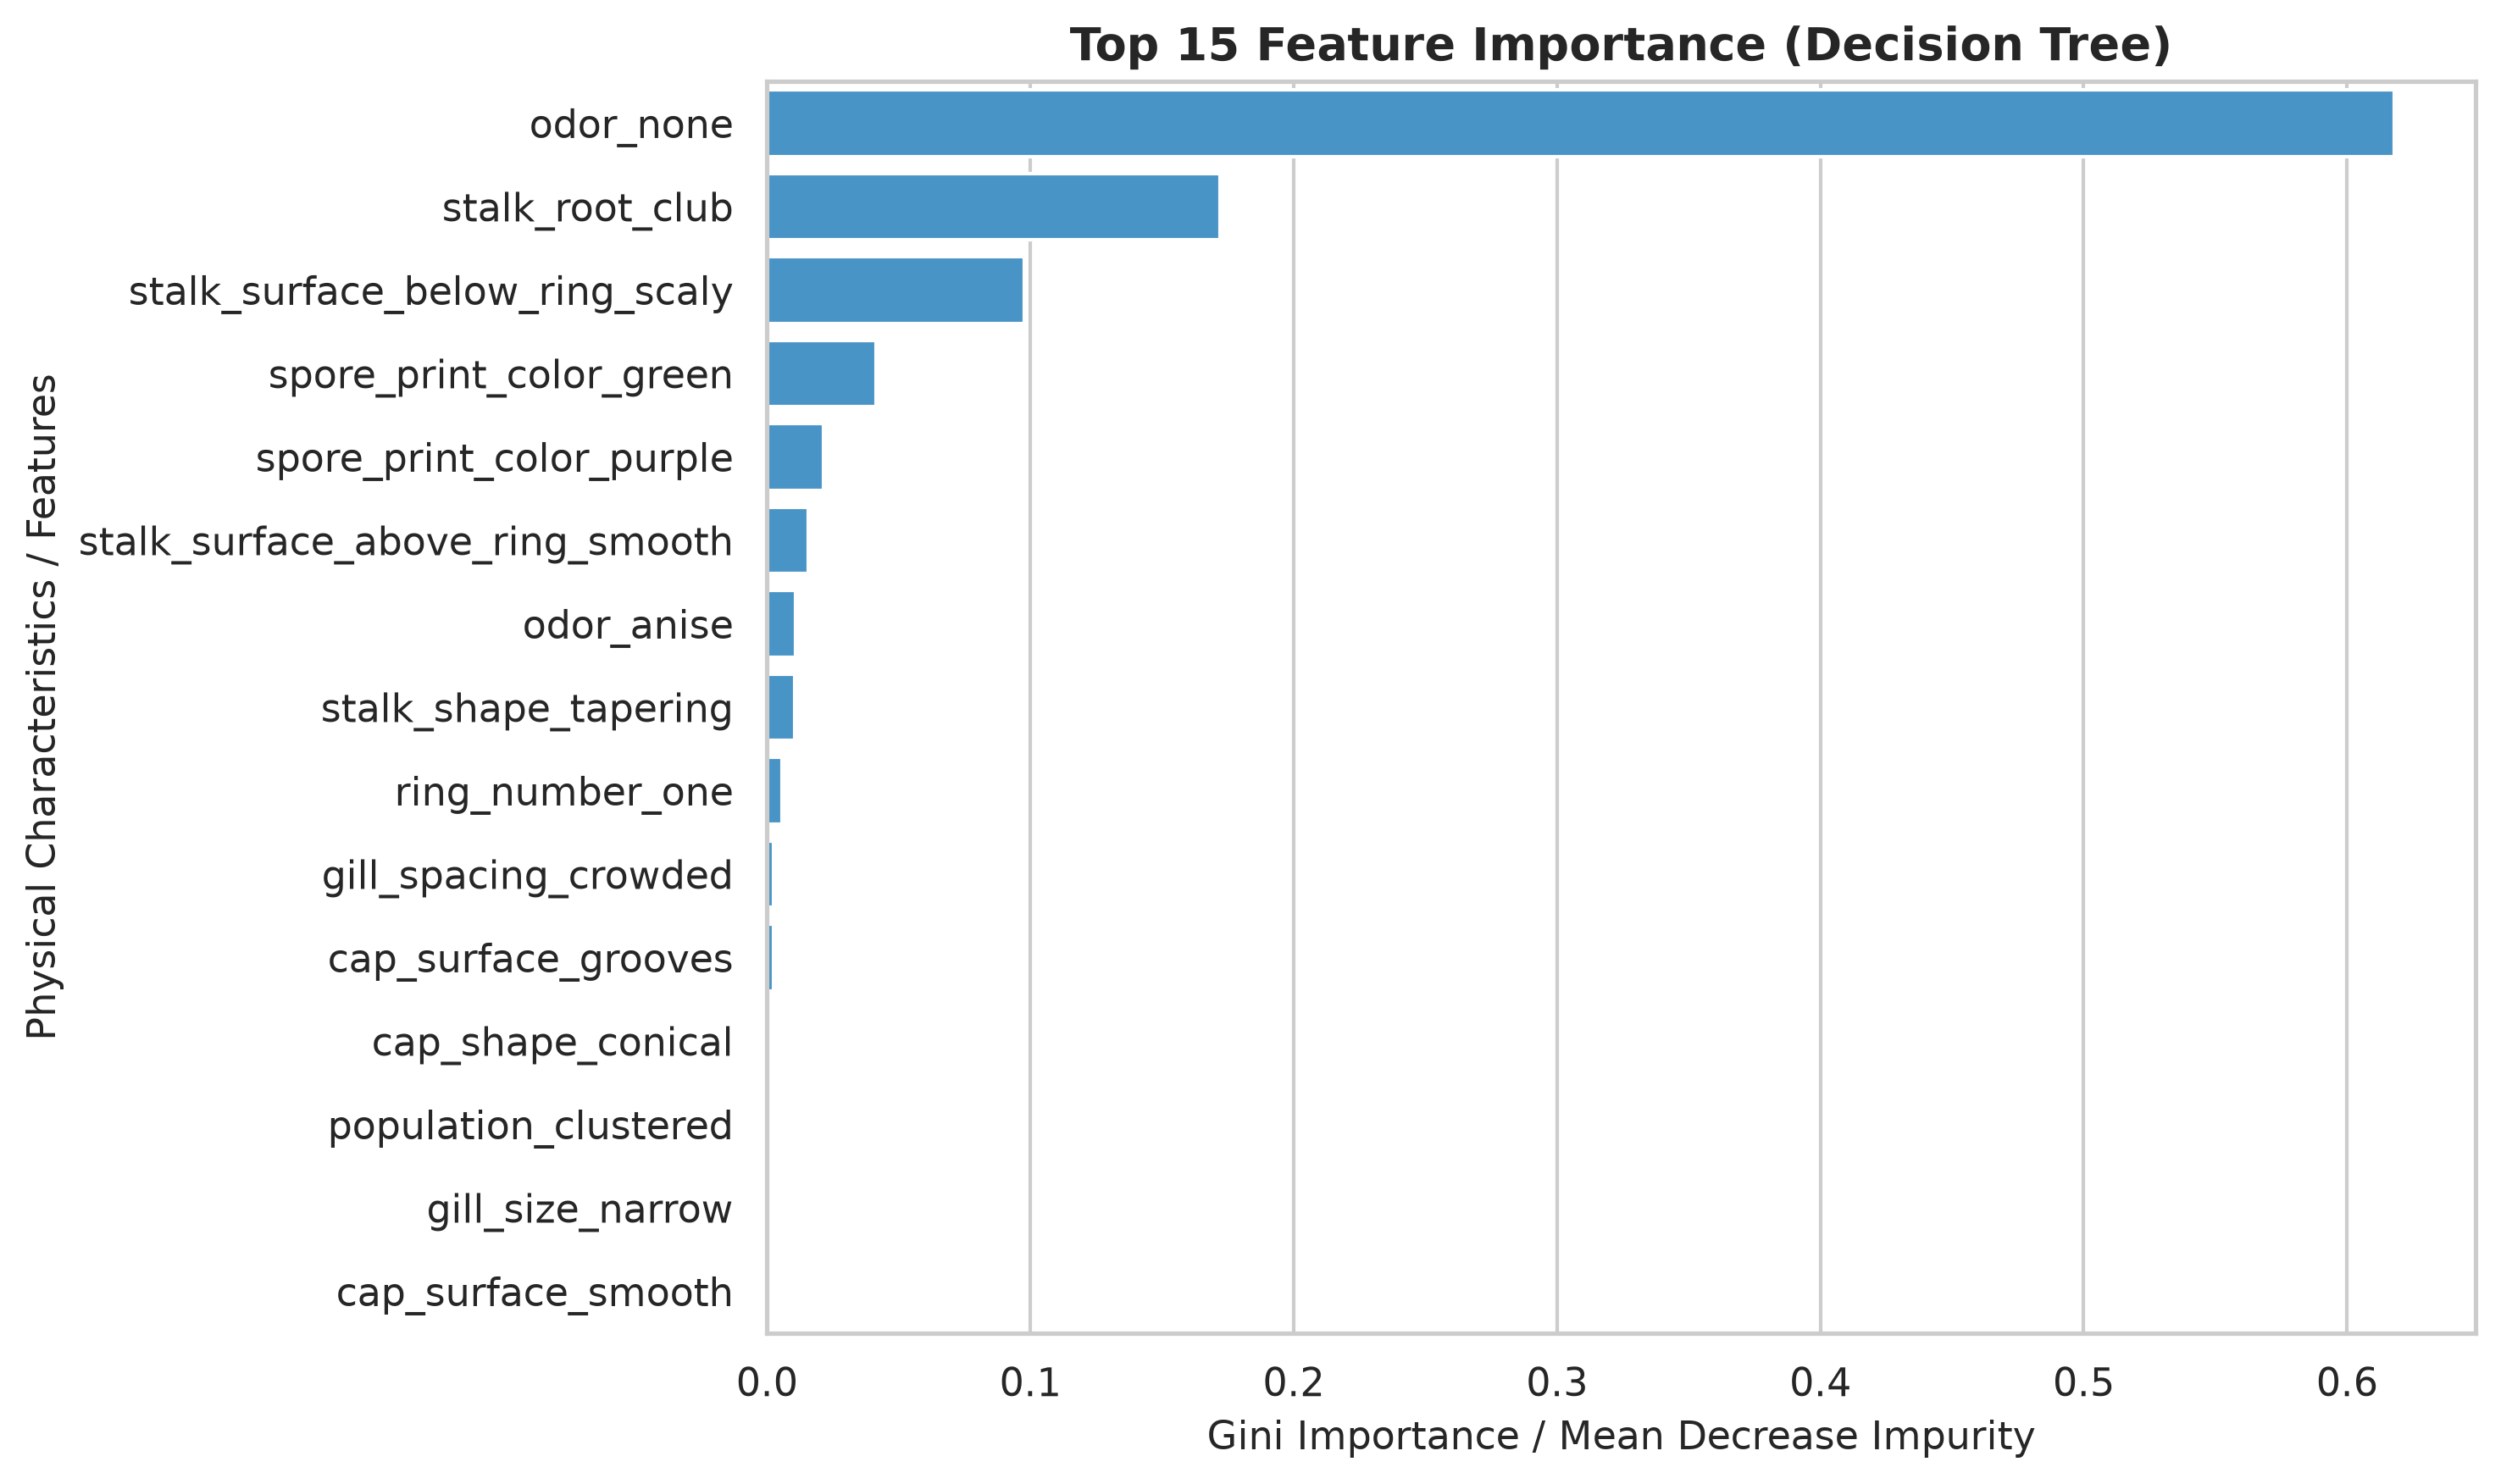 Top 15 Feature Importance (Decision Tree)
Physical Characteristics / Features
odor_none
stalk_root_club
stalk_surface_below_ring_scaly
spore_print_color_green
spore_print_color_purple
stalk_surface_above_ring_smooth
odor_anise
stalk_shape_tapering
ring_number_one
gill_spacing_crowded
cap_surface_grooves
cap_shape_conical
population_clustered
gill_size_narrow
cap_surface_smooth
0.0 0.1 0.2 0.3 0.4 0.5 0.6
Gini Importance / Mean Decrease Impurity